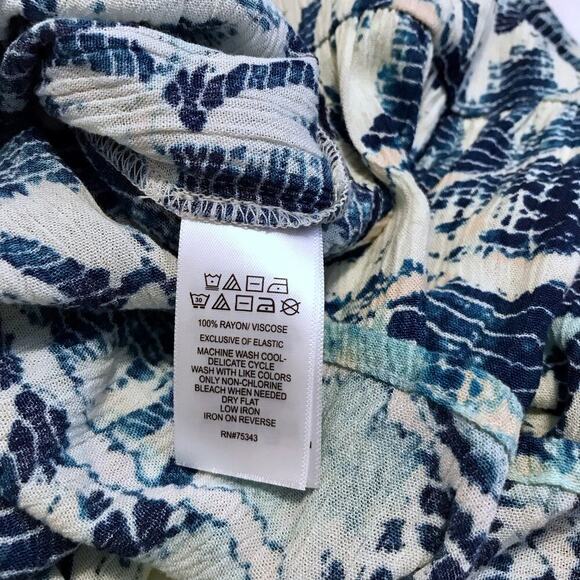 30
100% RAYON/ VISCOSE
EXCLUSIVE OF ELASTIC
MACHINE WASH COOL-
DELICATE CYCLE
WASH WITH LIKE COLORS
ONLY NON-CHLORINE
BLEACH WHEN NEEDED
DRY FLAT
LOW IRON
IRON ON REVERSE
RN#75343